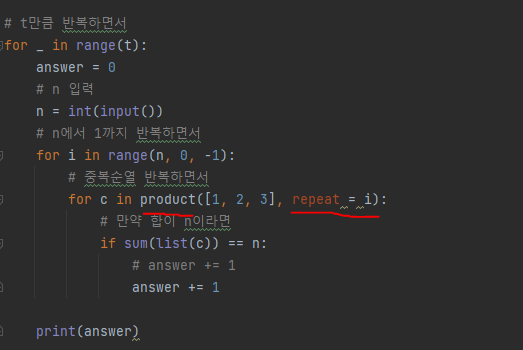 # t만큼 반복하면서
for _ in range(t):
    answer = 0
    # n 입력
    n = int(input())
    # n에서 1까지 반복하면서
    for i in range(n, 0, -1):
        # 중복순열 반복하면서
        for c in product([1, 2, 3], repeat = i):
            # 만약 합이 n이라면
            if sum(list(c)) == n:
                # answer += 1
                answer += 1
    print(answer)